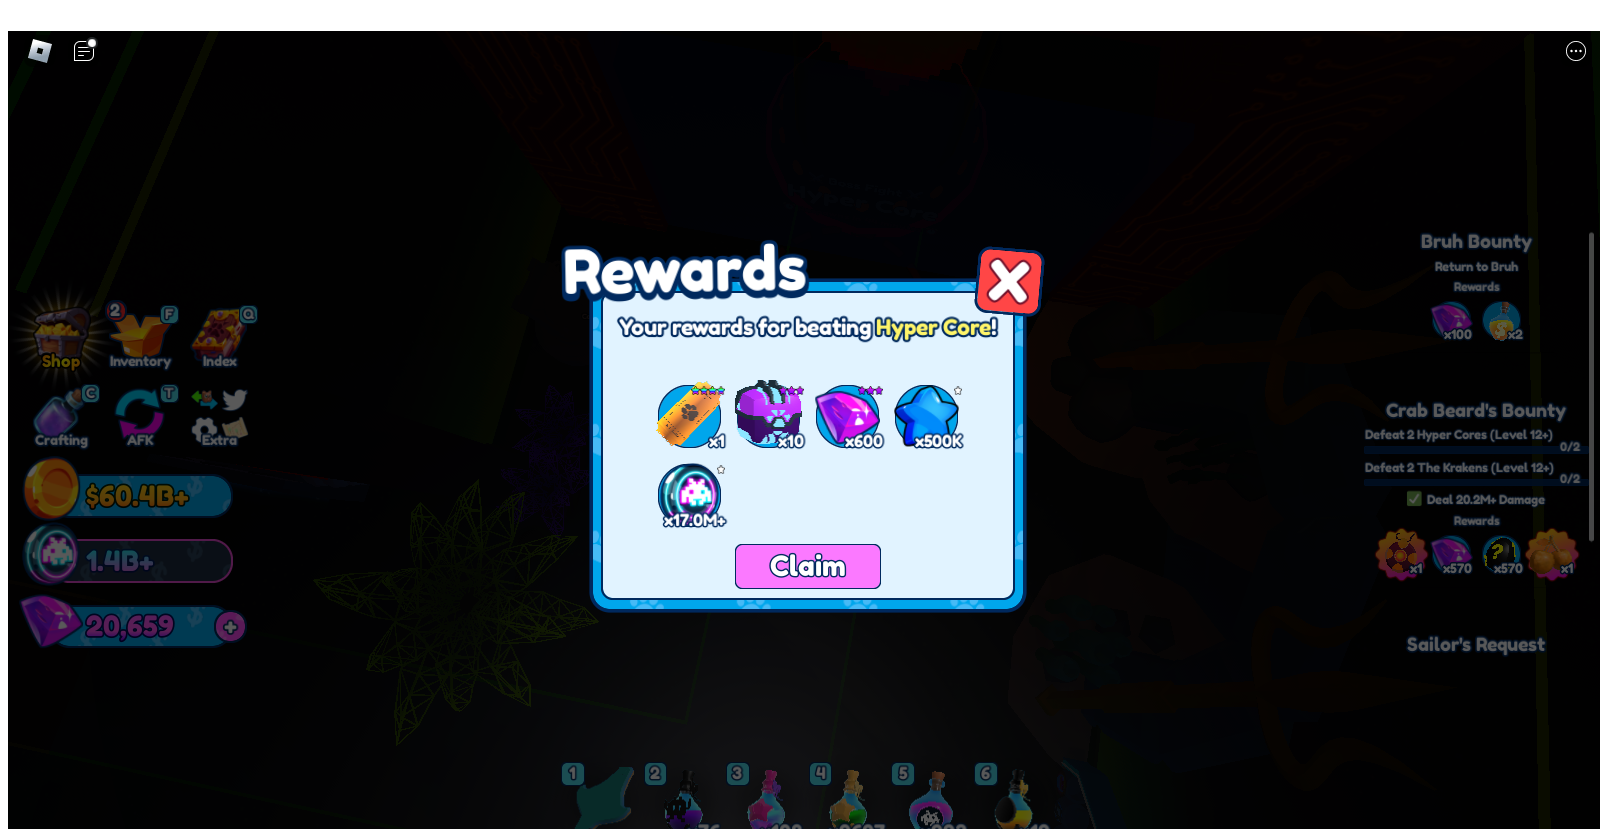 Rewards
Your rewards for beating Hyper Core!
x1
x10
x600
x500K
x17.0M+
Claim
2
F
Q
Shop
Inventory
Index
C
T
Crafting
AFK
Extra
$60.4B+
1.4B+
20,659
Bruh Bounty
Return to Bruh
Rewards
x100
x2
Crab Beard's Bounty
Defeat 2 Hyper Cores (Level 12+)
0/2
Defeat 2 The Krakens (Level 12+)
0/2
Deal 20.2M+ Damage
Rewards
x1
x570
x570
x1
Sailor's Request
1
2
3
4
5
6